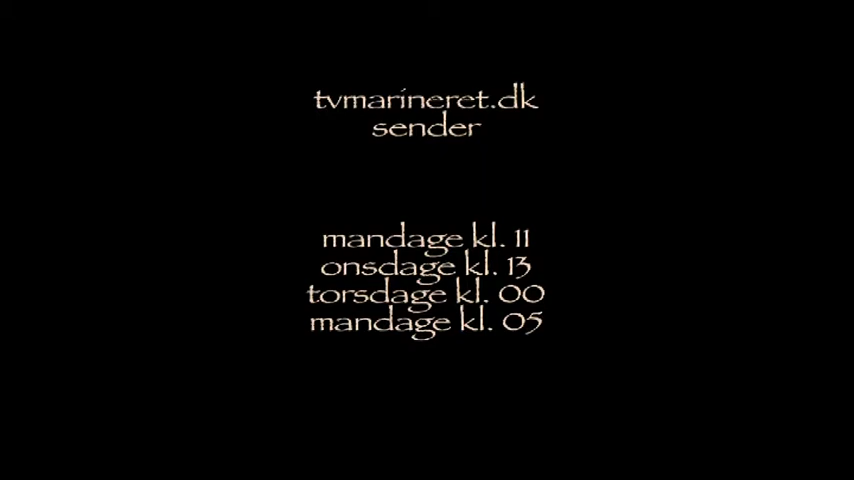 tvmarineret.dk
sender
mandage kl. 11
onsdage kl. 13
torsdage kl. 00
mandage kl. 05